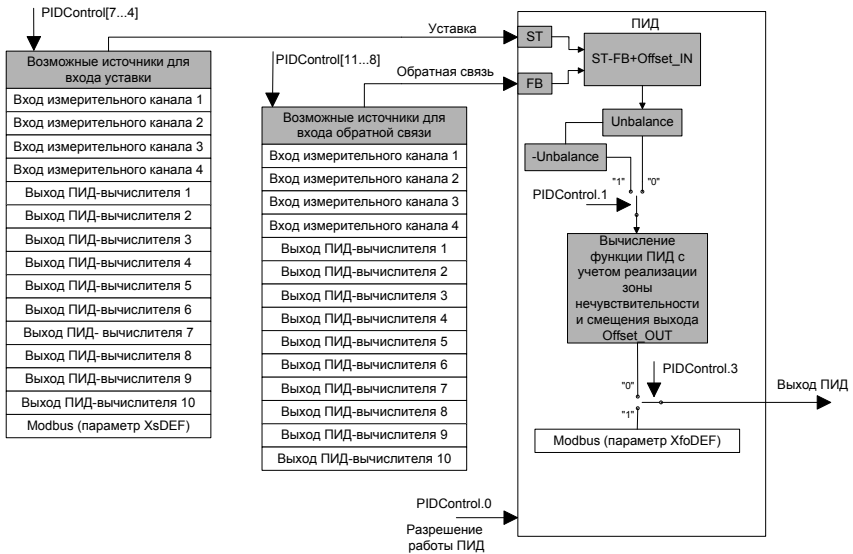 PIDControl[7...4]
Возможные источники для
входа уставки
Вход измерительного канала 1
Вход измерительного канала 2
Вход измерительного канала 3
Вход измерительного канала 4
Выход ПИД-вычислителя 1
Выход ПИД-вычислителя 2
Выход ПИД-вычислителя 3
Выход ПИД-вычислителя 4
Выход ПИД-вычислителя 5
Выход ПИД-вычислителя 6
Выход ПИД- вычислителя 7
Выход ПИД-вычислителя 8
Выход ПИД-вычислителя 9
Выход ПИД-вычислителя 10
Modbus (параметр XsDEF)
PIDControl[11...8]
Возможные источники для
входа обратной связи
Вход измерительного канала 1
Вход измерительного канала 2
Вход измерительного канала 3
Вход измерительного канала 4
Выход ПИД-вычислителя 1
Выход ПИД-вычислителя 2
Выход ПИД-вычислителя 3
Выход ПИД-вычислителя 4
Выход ПИД-вычислителя 5
Выход ПИД-вычислителя 6
Выход ПИД-вычислителя 7
Выход ПИД-вычислителя 8
Выход ПИД-вычислителя 9
Выход ПИД-вычислителя 10
Уставка
Обратная связь
ПИД
ST
FB
ST-FB+Offset_IN
Unbalance
-Unbalance
"1"
"0"
PIDControl.1
Вычисление
функции ПИД с
учетом реализации
зоны
нечувствительности
и смещения выхода
Offset_OUT
PIDControl.3
"0"
"1"
Выход ПИД
Modbus (параметр XfoDEF)
PIDControl.0
Разрешение
работы ПИД